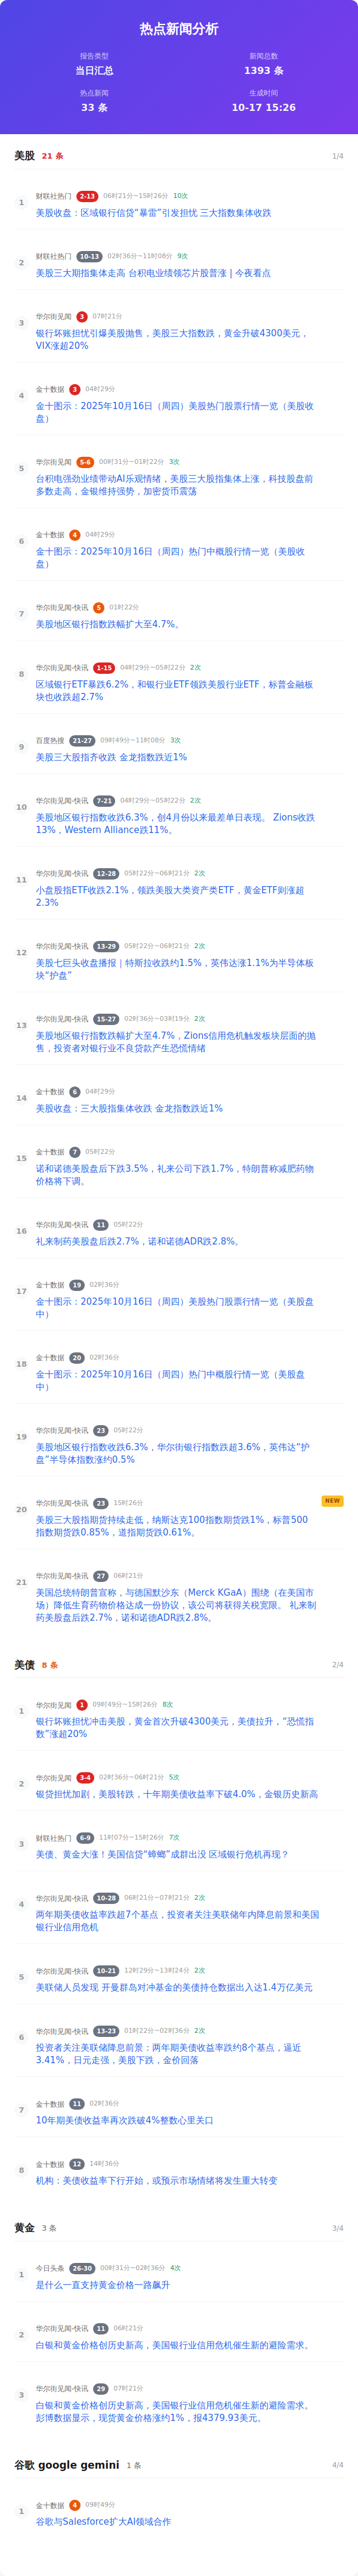 热点新闻分析
报告类型
当日汇总
新闻总数
1393 条
热点新闻
33 条
生成时间
10-17 15:26
美股 21 条 1/4
1
财联社热门 2-13 06时21分~15时26分 10次
美股收盘：区域银行信贷“暴雷”引发担忧 三大指数集体收跌
2
财联社热门 10-13 02时36分~11时08分 9次
美股三大期指集体走高 台积电业绩领芯片股普涨 | 今夜看点
3
华尔街见闻 3 07时21分
银行坏账担忧引爆美股抛售，美股三大指数跌，黄金升破4300美元，
VIX涨超20%
4
金十数据 3 04时29分
金十图示：2025年10月16日（周四）美股热门股票行情一览（美股收
盘）
5
华尔街见闻 5-6 00时31分~01时22分 3次
台积电强劲业绩带动AI乐观情绪，美股三大股指集体上涨，科技股盘前
多数走高，金银维持强势，加密货币震荡
6
金十数据 4 04时29分
金十图示：2025年10月16日（周四）热门中概股行情一览（美股收
盘）
7
华尔街见闻-快讯 5 01时22分
美股地区银行指数跌幅扩大至4.7%。
8
华尔街见闻-快讯 1-15 04时29分~05时22分 2次
区域银行ETF暴跌6.2%，和银行业ETF领跌美股行业ETF，标普金融板
块也收跌超2.7%
9
百度热搜 21-27 09时49分~11时08分 3次
美股三大股指齐收跌 金龙指数跌近1%
10
华尔街见闻-快讯 7-21 04时29分~05时22分 2次
美股地区银行指数收跌6.3%，创4月份以来最差单日表现。 Zions收跌
13%，Western Alliance跌11%。
11
华尔街见闻-快讯 12-28 05时22分~06时21分 2次
小盘股指ETF收跌2.1%，领跌美股大类资产类ETF，黄金ETF则涨超
2.3%
12
华尔街见闻-快讯 13-29 05时22分~06时21分 2次
美股七巨头收盘播报｜特斯拉收跌约1.5%，英伟达涨1.1%为半导体板
块“护盘”
13
华尔街见闻-快讯 15-27 02时36分~03时19分 2次
美股地区银行指数跌幅扩大至4.7%，Zions信用危机触发板块层面的抛
售，投资者对银行业不良贷款产生恐慌情绪
14
金十数据 6 04时29分
美股收盘：三大股指集体收跌 金龙指数跌近1%
15
金十数据 7 05时22分
诺和诺德美股盘后下跌3.5%，礼来公司下跌1.7%，特朗普称减肥药物
价格将下调。
16
华尔街见闻-快讯 11 05时22分
礼来制药美股盘后跌2.7%，诺和诺德ADR跌2.8%。
17
金十数据 19 02时36分
金十图示：2025年10月16日（周四）美股热门股票行情一览（美股盘
中）
18
金十数据 20 02时36分
金十图示：2025年10月16日（周四）热门中概股行情一览（美股盘
中）
19
华尔街见闻-快讯 23 05时22分
美股地区银行指数收跌6.3%，华尔街银行指数跌超3.6%，英伟达“护
盘”半导体指数涨约0.5%
20
华尔街见闻-快讯 23 15时26分 NEW
美股三大股指期货持续走低，纳斯达克100指数期货跌1%，标普500
指数期货跌0.85%，道指期货跌0.61%。
21
华尔街见闻-快讯 27 06时21分
美国总统特朗普宣称，与德国默沙东（Merck KGaA）围绕（在美国市
场）降低生育药物价格达成一份协议，该公司将获得关税宽限。 礼来制
药美股盘后跌2.7%，诺和诺德ADR跌2.8%。
美债 8 条 2/4
1
华尔街见闻 1 09时49分~15时26分 8次
银行坏账担忧冲击美股，黄金首次升破4300美元，美债拉升，“恐慌指
数”涨超20%
2
华尔街见闻 3-4 02时36分~06时21分 5次
银贷担忧加剧，美股转跌，十年期美债收益率下破4.0%，金银历史新高
3
财联社热门 6-9 11时07分~15时26分 7次
美债、黄金大涨！美国信贷“蟑螂”成群出没 区域银行危机再现？
4
华尔街见闻-快讯 10-28 06时21分~07时21分 2次
两年期美债收益率跌超7个基点，投资者关注美联储年内降息前景和美国
银行业信用危机
5
华尔街见闻-快讯 10-21 12时29分~13时24分 2次
美联储人员发现 开曼群岛对冲基金的美债持仓数据出入达1.4万亿美元
6
华尔街见闻-快讯 13-23 01时22分~02时36分 2次
投资者关注美联储降息前景：两年期美债收益率跌约8个基点，逼近
3.41%，日元走强，美股下跌，金价回落
7
金十数据 11 02时36分
10年期美债收益率再次跌破4%整数心里关口
8
金十数据 12 14时36分
机构：美债收益率下行开始，或预示市场情绪将发生重大转变
黄金 3 条 3/4
1
今日头条 26-30 00时31分~02时36分 4次
是什么一直支持黄金价格一路飙升
2
华尔街见闻-快讯 11 06时21分
白银和黄金价格创历史新高，美国银行业信用危机催生新的避险需求。
3
华尔街见闻-快讯 29 07时21分
白银和黄金价格创历史新高，美国银行业信用危机催生新的避险需求。
彭博数据显示，现货黄金价格涨约1%，报4379.93美元。
谷歌 google gemini 1 条 4/4
1
金十数据 4 09时49分
谷歌与Salesforce扩大AI领域合作